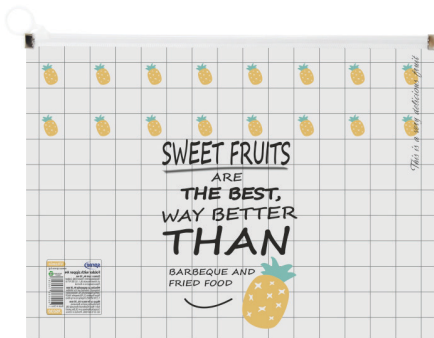 This is a very delicious fruit
SWEET FRUITS
ARE
THE BEST,
WAY BETTER
THAN
BARBEQUE AND
FRIED FOOD